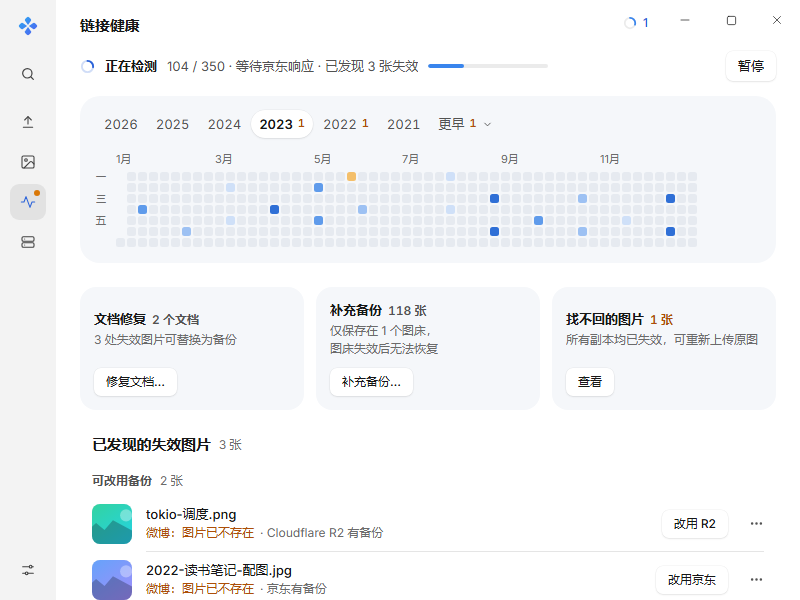 链接健康
1
正在检测 104 / 350 · 等待京东响应 · 已发现 3 张失效
暂停
2026 2025 2024 2023 1 2022 1 2021 更早 1
1月 3月 5月 7月 9月 11月
一
三
五
文档修复 2 个文档
3 处失效图片可替换为备份
修复文档...
补充备份 118 张
仅保存在 1 个图床，
图床失效后无法恢复
补充备份...
找不回的图片 1 张
所有副本均已失效，可重新上传原图
查看
已发现的失效图片 3 张
可改用备份 2 张
tokio-调度.png
微博：图片已不存在 · Cloudflare R2 有备份
改用 R2
2022-读书笔记-配图.jpg
微博：图片已不存在 · 京东有备份
改用京东